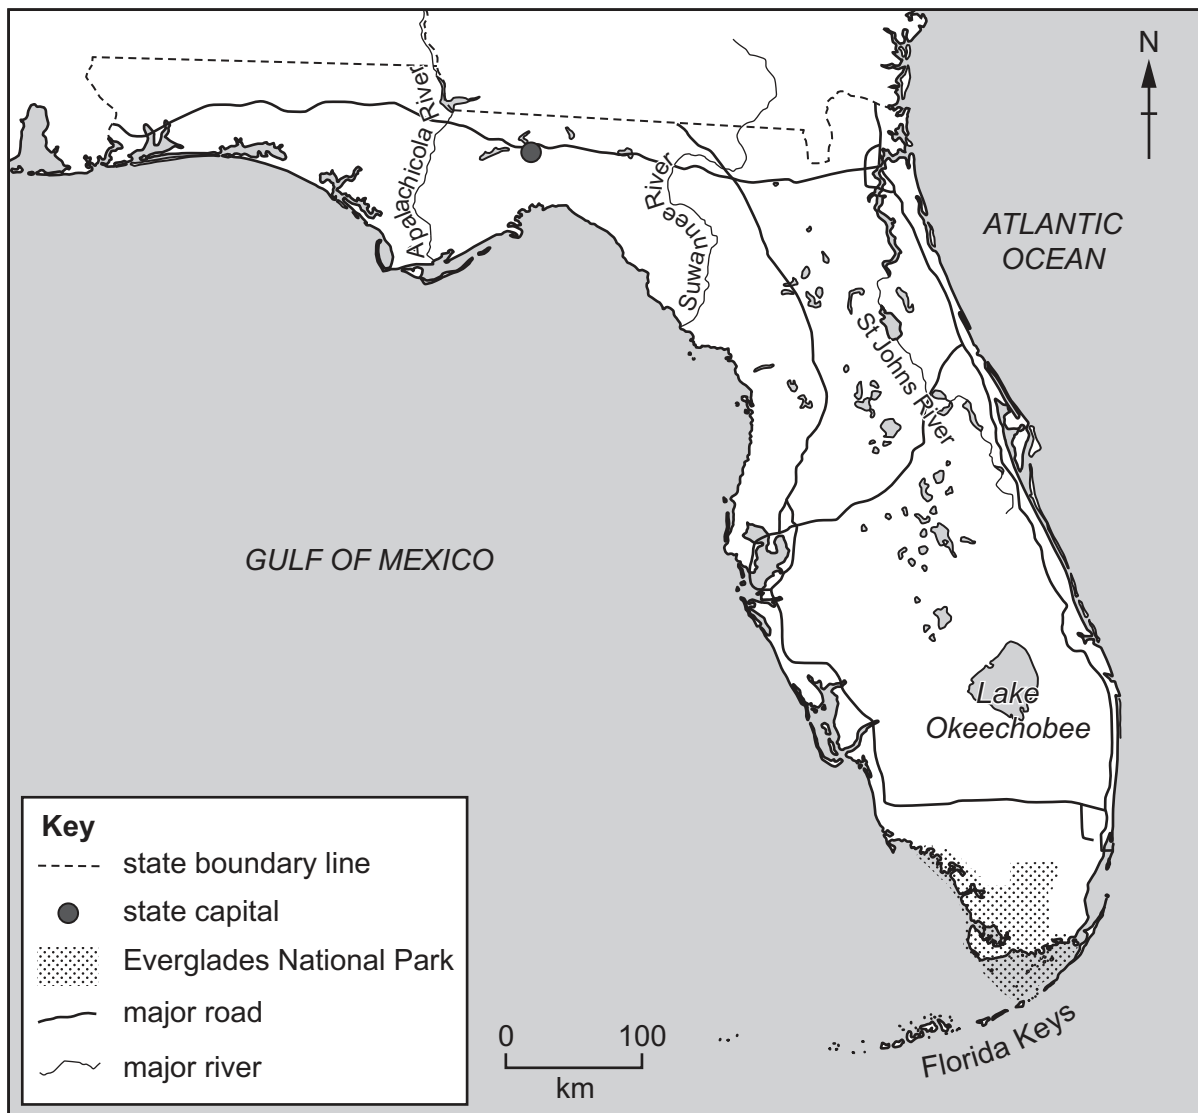 N
Apalachicola River
Suwannee River
ATLANTIC
OCEAN
St Johns River
GULF OF MEXICO
Lake
Okeechobee
Key
state boundary line
state capital
Everglades National Park
major road
major river
0 100
km
Florida Keys